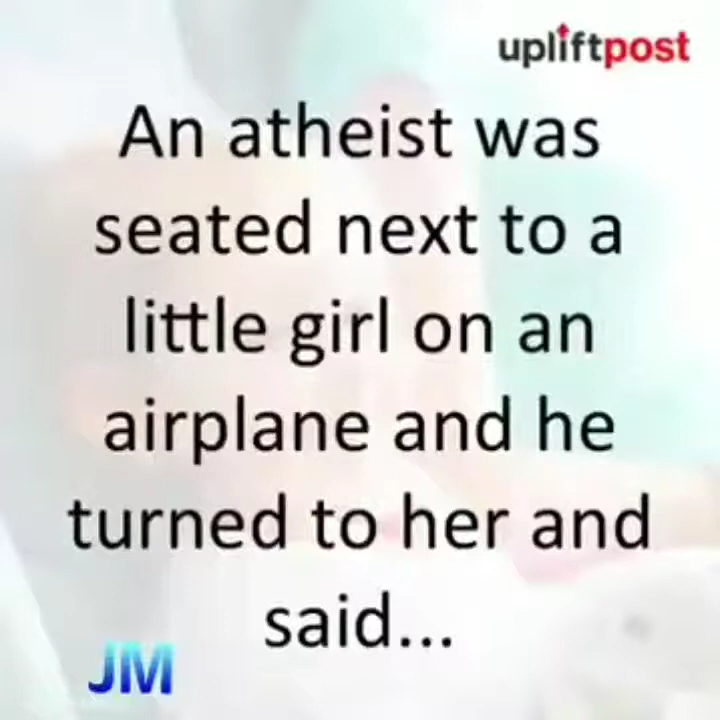 upliftpost
An atheist was
seated next to a
little girl on an
airplane and he
turned to her and
said...
JM